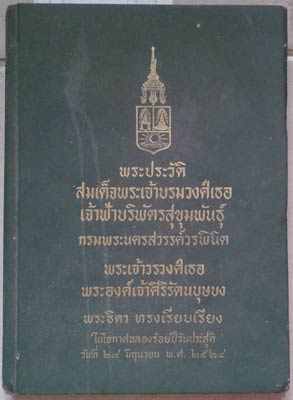 พระประวัติ
สมเด็จพระเจ้าบรมวงศ์เธอ
เจ้าฟ้าบริพัตรสุขุมพันธุ์
กรมพระนครสวรรค์วรพินิต
พระเจ้าวรวงศ์เธอ
พระองค์เจ้าศิริรัตนบุษบง
พระธิดา ทรงเรียบเรียง
ในโอกาสฉลองร้อยปีวันประสูติ
วันที่ ๒๙ มิถุนายน พ.ศ. ๒๕๒๔